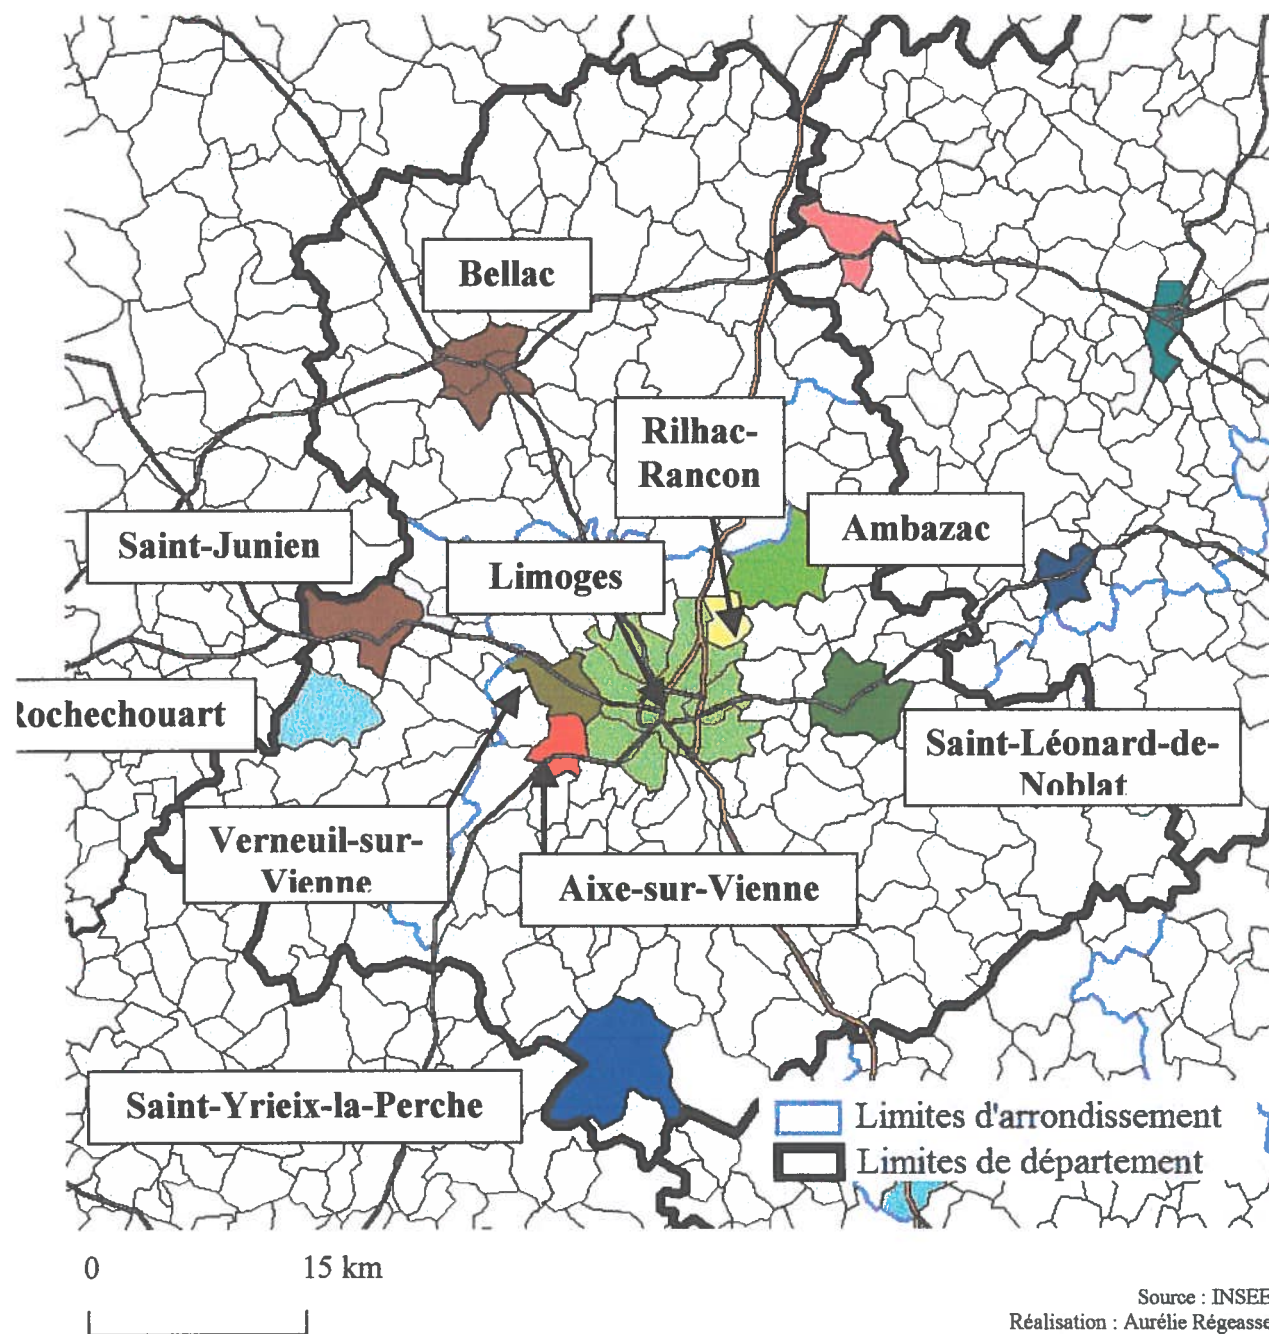 Bellac
Rilhac-
Rancon
Ambazac
Saint-Junien
Limoges
Rochechouart
Saint-Léonard-de-
Noblat
Verneuil-sur-
Vienne
Aixe-sur-Vienne
Saint-Yrieix-la-Perche
Limites d'arrondissement
Limites de département
0 15 km
Source : INSEE
Réalisation : Aurélie Régeasse